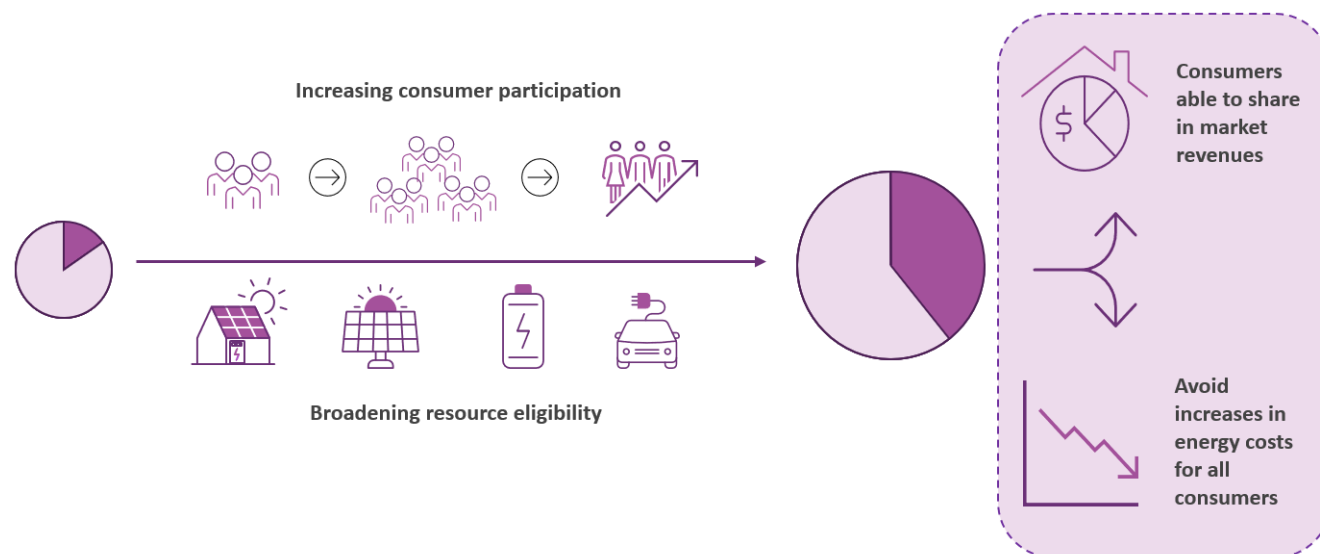 Increasing consumer participation
Broadening resource eligibility
$
Consumers
able to share
in market
revenues
Avoid
increases in
energy costs
for all
consumers